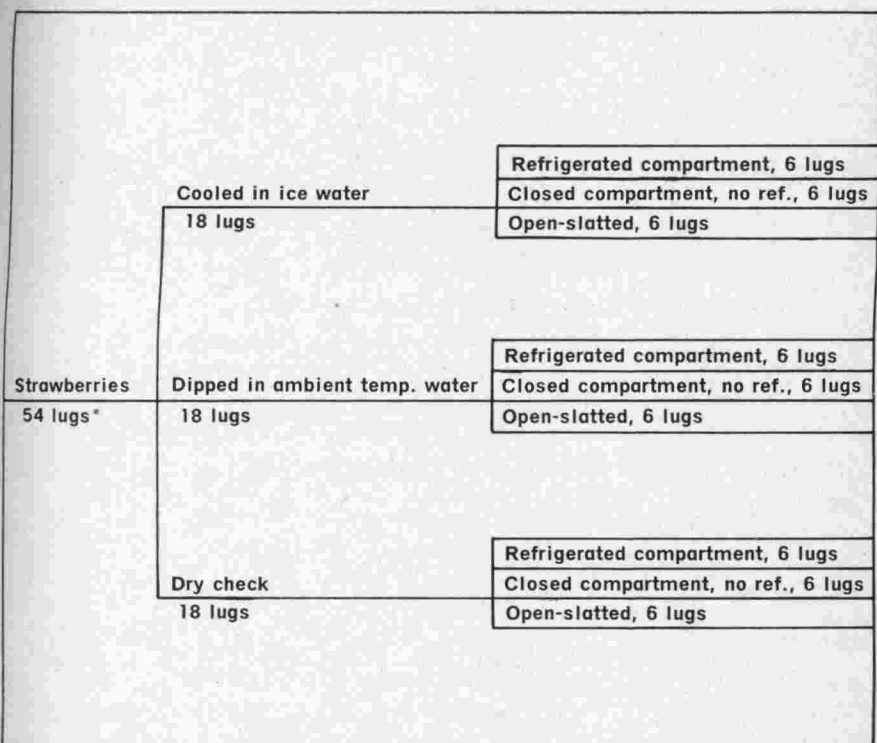 Refrigerated compartment, 6 lugs
Cooled in ice water
Closed compartment, no ref., 6 lugs
18 lugs
Open-slatted, 6 lugs
Refrigerated compartment, 6 lugs
Strawberries
Dipped in ambient temp. water
Closed compartment, no ref., 6 lugs
54 lugs*
18 lugs
Open-slatted, 6 lugs
Refrigerated compartment, 6 lugs
Dry check
Closed compartment, no ref., 6 lugs
18 lugs
Open-slatted, 6 lugs